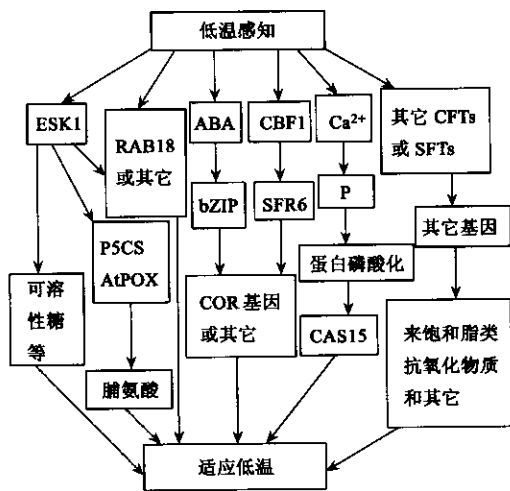 低温感知
ESK1
RAB18
或其它
ABA
CBF1
Ca²⁺
其它 CFTs
或 SFTs
bZIP
SFR6
P
其它基因
P5CS
AtPOX
蛋白磷酸化
可溶
性糖
等
COR 基因
或其它
CAS15
来饱和脂类
抗氧化物质
和其它
脯氨酸
适应低温